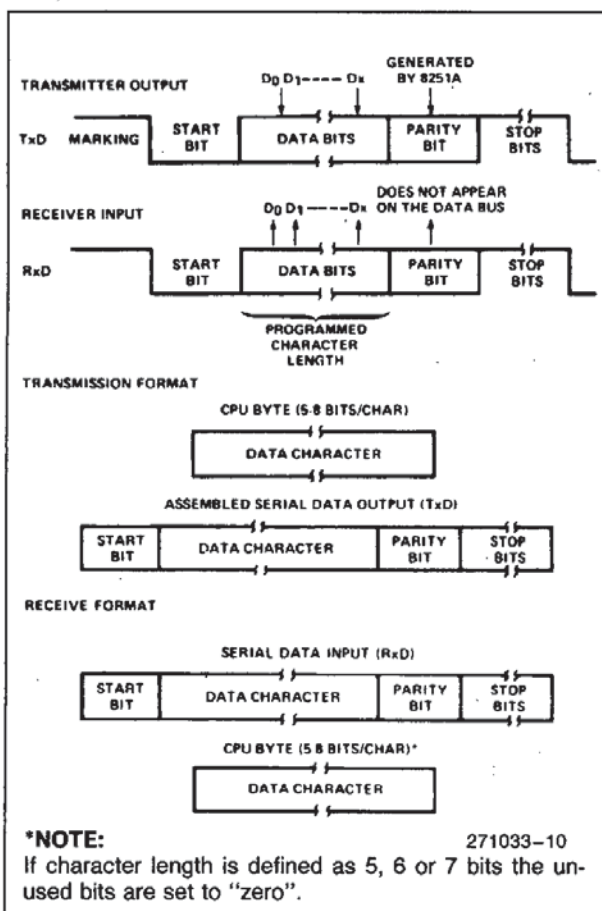 GENERATED
TRANSMITTER OUTPUT D0 D1---- Dx BY 8251A
TxD MARKING START BIT DATA BITS PARITY BIT STOP BITS
DOES NOT APPEAR
RECEIVER INPUT D0 D1----Dx ON THE DATA BUS
RxD START BIT DATA BITS PARITY BIT STOP BITS
PROGRAMMED
CHARACTER
LENGTH
TRANSMISSION FORMAT
CPU BYTE (5-8 BITS/CHAR)
DATA CHARACTER
ASSEMBLED SERIAL DATA OUTPUT (TxD)
START BIT DATA CHARACTER PARITY BIT STOP BITS
RECEIVE FORMAT
SERIAL DATA INPUT (RxD)
START BIT DATA CHARACTER PARITY BIT STOP BITS
CPU BYTE (5 8 BITS/CHAR)*
DATA CHARACTER
*NOTE: 271033–10
If character length is defined as 5, 6 or 7 bits the un-
used bits are set to "zero".